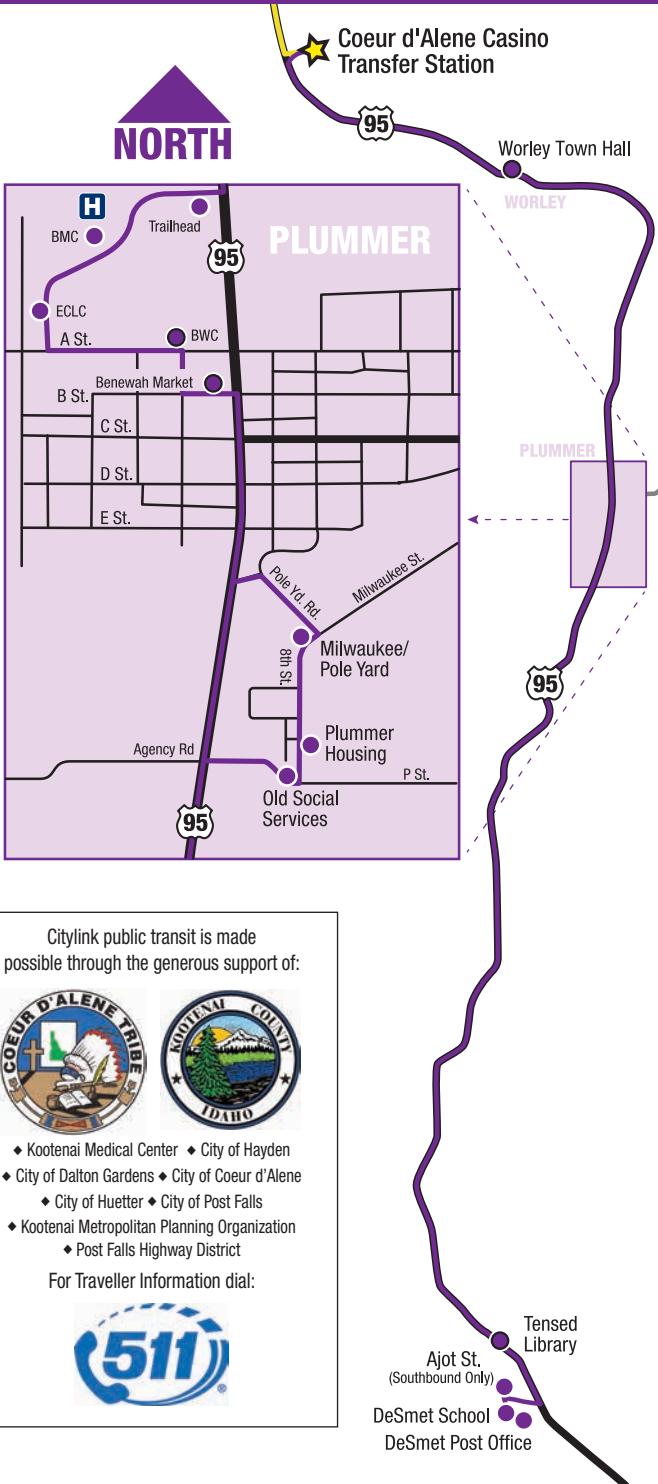 Coeur d'Alene Casino
Transfer Station
95
Worley Town Hall
WORLEY
NORTH
PLUMMER
H
BMC
Trailhead
95
ECLC
A St.
BWC
Benewah Market
B St.
C St.
D St.
E St.
Pole Yd. Rd.
Milwaukee St.
Milwaukee/
Pole Yard
8th St.
Plummer
Housing
Agency Rd
P St.
Old Social
Services
95
PLUMMER
95
Citylink public transit is made
possible through the generous support of:
COEUR D'ALENE TRIBE
KOOTENAI COUNTY
IDAHO
◆ Kootenai Medical Center ◆ City of Hayden
◆ City of Dalton Gardens ◆ City of Coeur d’Alene
◆ City of Huetter ◆ City of Post Falls
◆ Kootenai Metropolitan Planning Organization
◆ Post Falls Highway District
For Traveller Information dial:
511®
Tensed
Library
Ajot St.
(Southbound Only)
DeSmet School
DeSmet Post Office